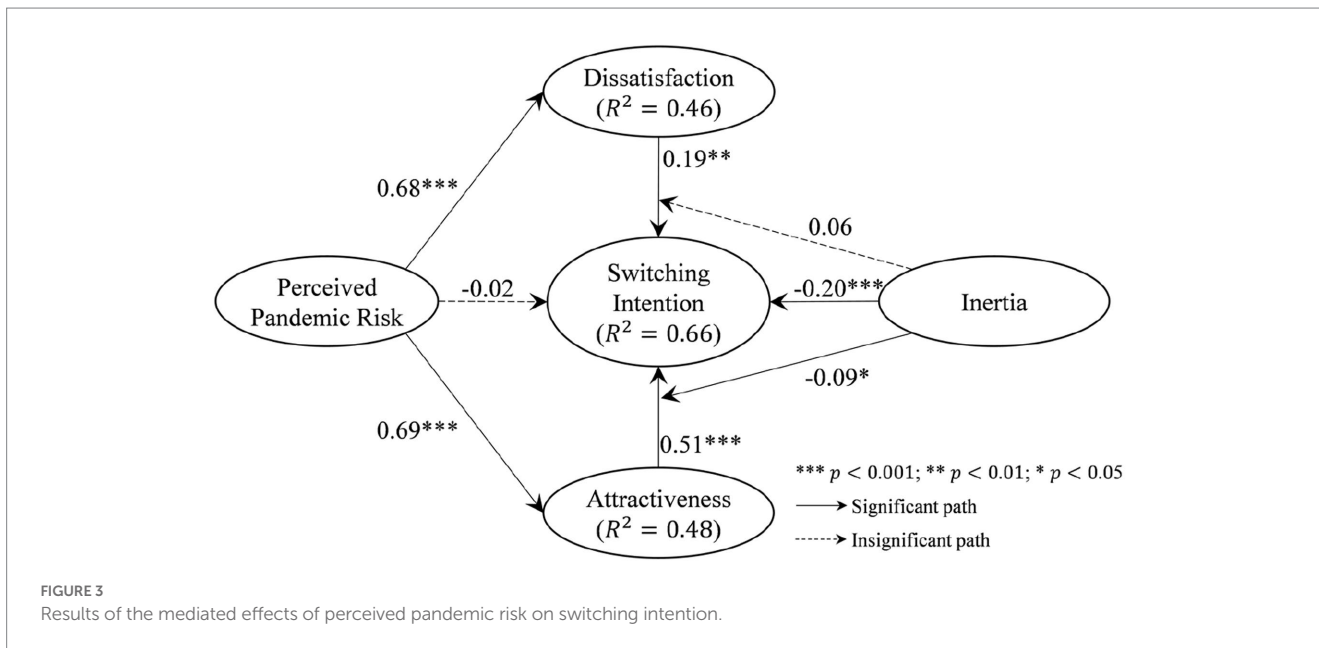 Dissatisfaction
(R² = 0.46)
0.19**
0.68***
0.06
Perceived
Pandemic Risk
-0.02
Switching
Intention
(R² = 0.66)
-0.20***
Inertia
-0.09*
0.69***
0.51***
Attractiveness
(R² = 0.48)
*** p < 0.001; ** p < 0.01; * p < 0.05
Significant path
Insignificant path
FIGURE 3
Results of the mediated effects of perceived pandemic risk on switching intention.